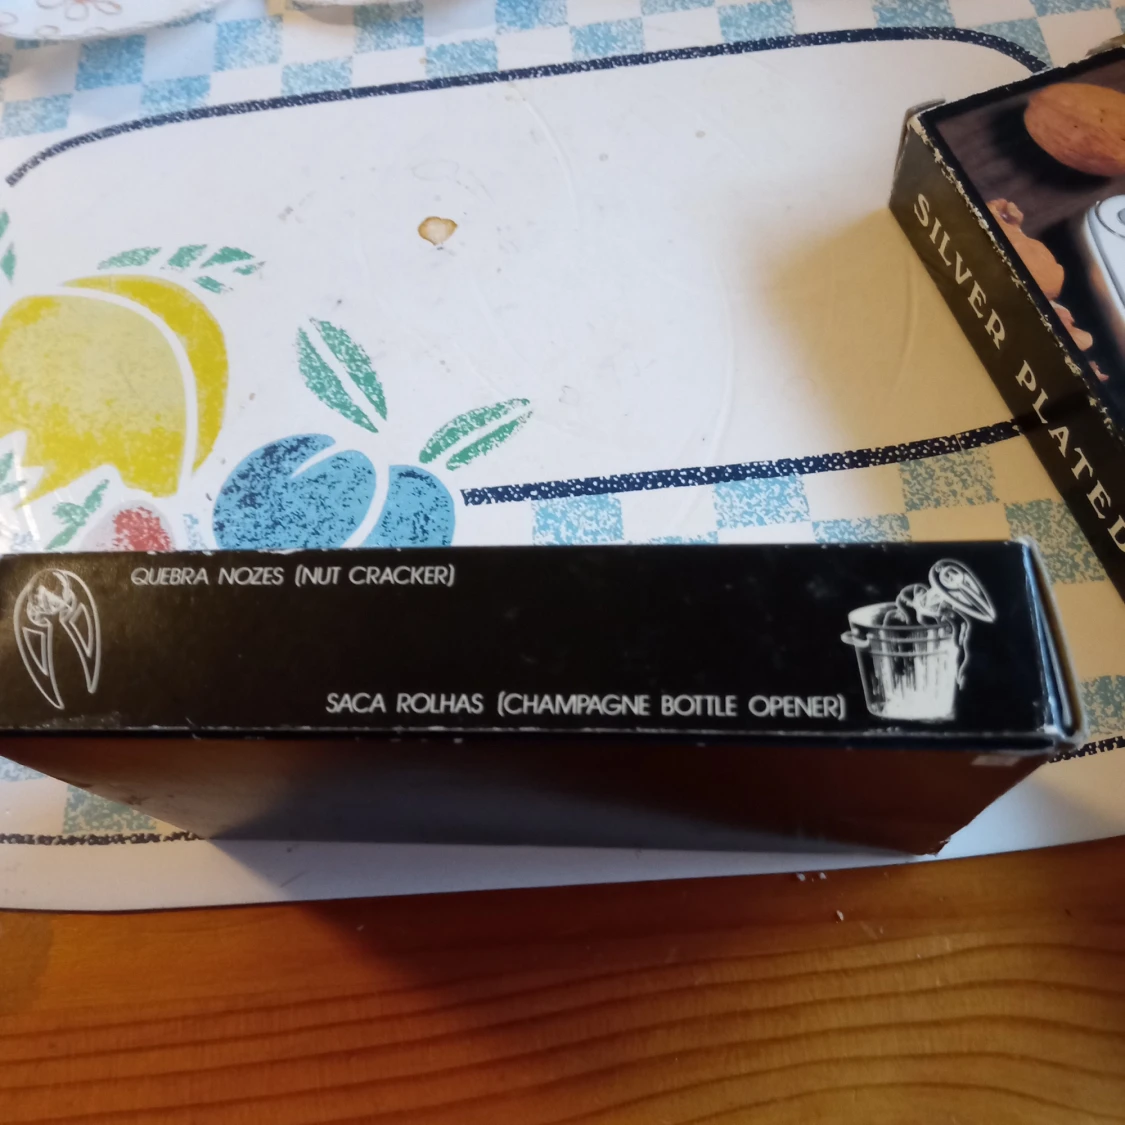 SILVER PLATED
QUEBRA NOZES (NUT CRACKER)
SACA ROLHAS (CHAMPAGNE BOTTLE OPENER)